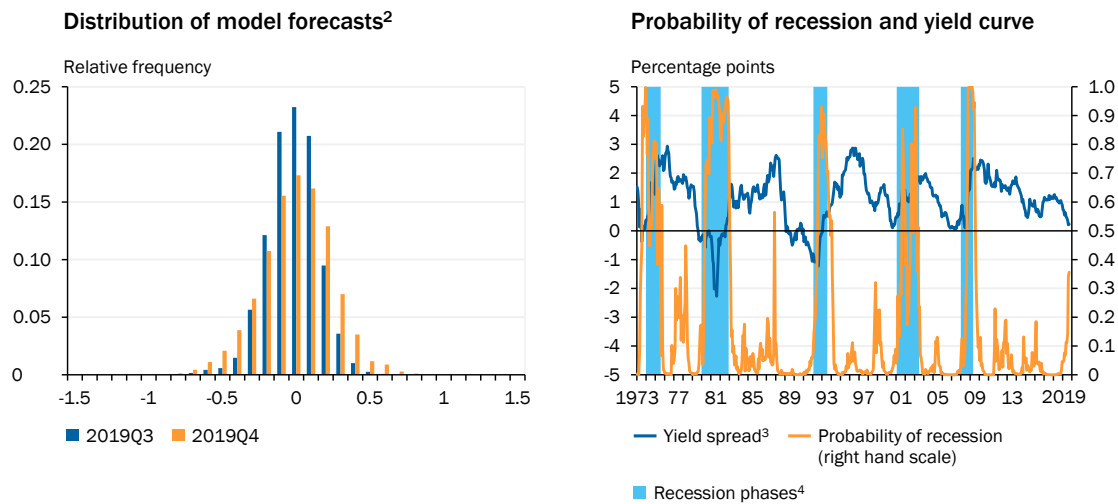 Distribution of model forecasts²
Relative frequency
0.25
0.20
0.15
0.10
0.05
0
-1.5 -1 -0.5 0 0.5 1 1.5
2019Q3 2019Q4
Probability of recession and yield curve
Percentage points
5 1.0
4 0.9
3 0.8
2 0.7
1 0.6
0 0.5
-1 0.4
-2 0.3
-3 0.2
-4 0.1
-5 0
1973 77 81 85 89 93 97 01 05 09 13 2019
Yield spread³ Probability of recession
(right hand scale)
Recession phases⁴